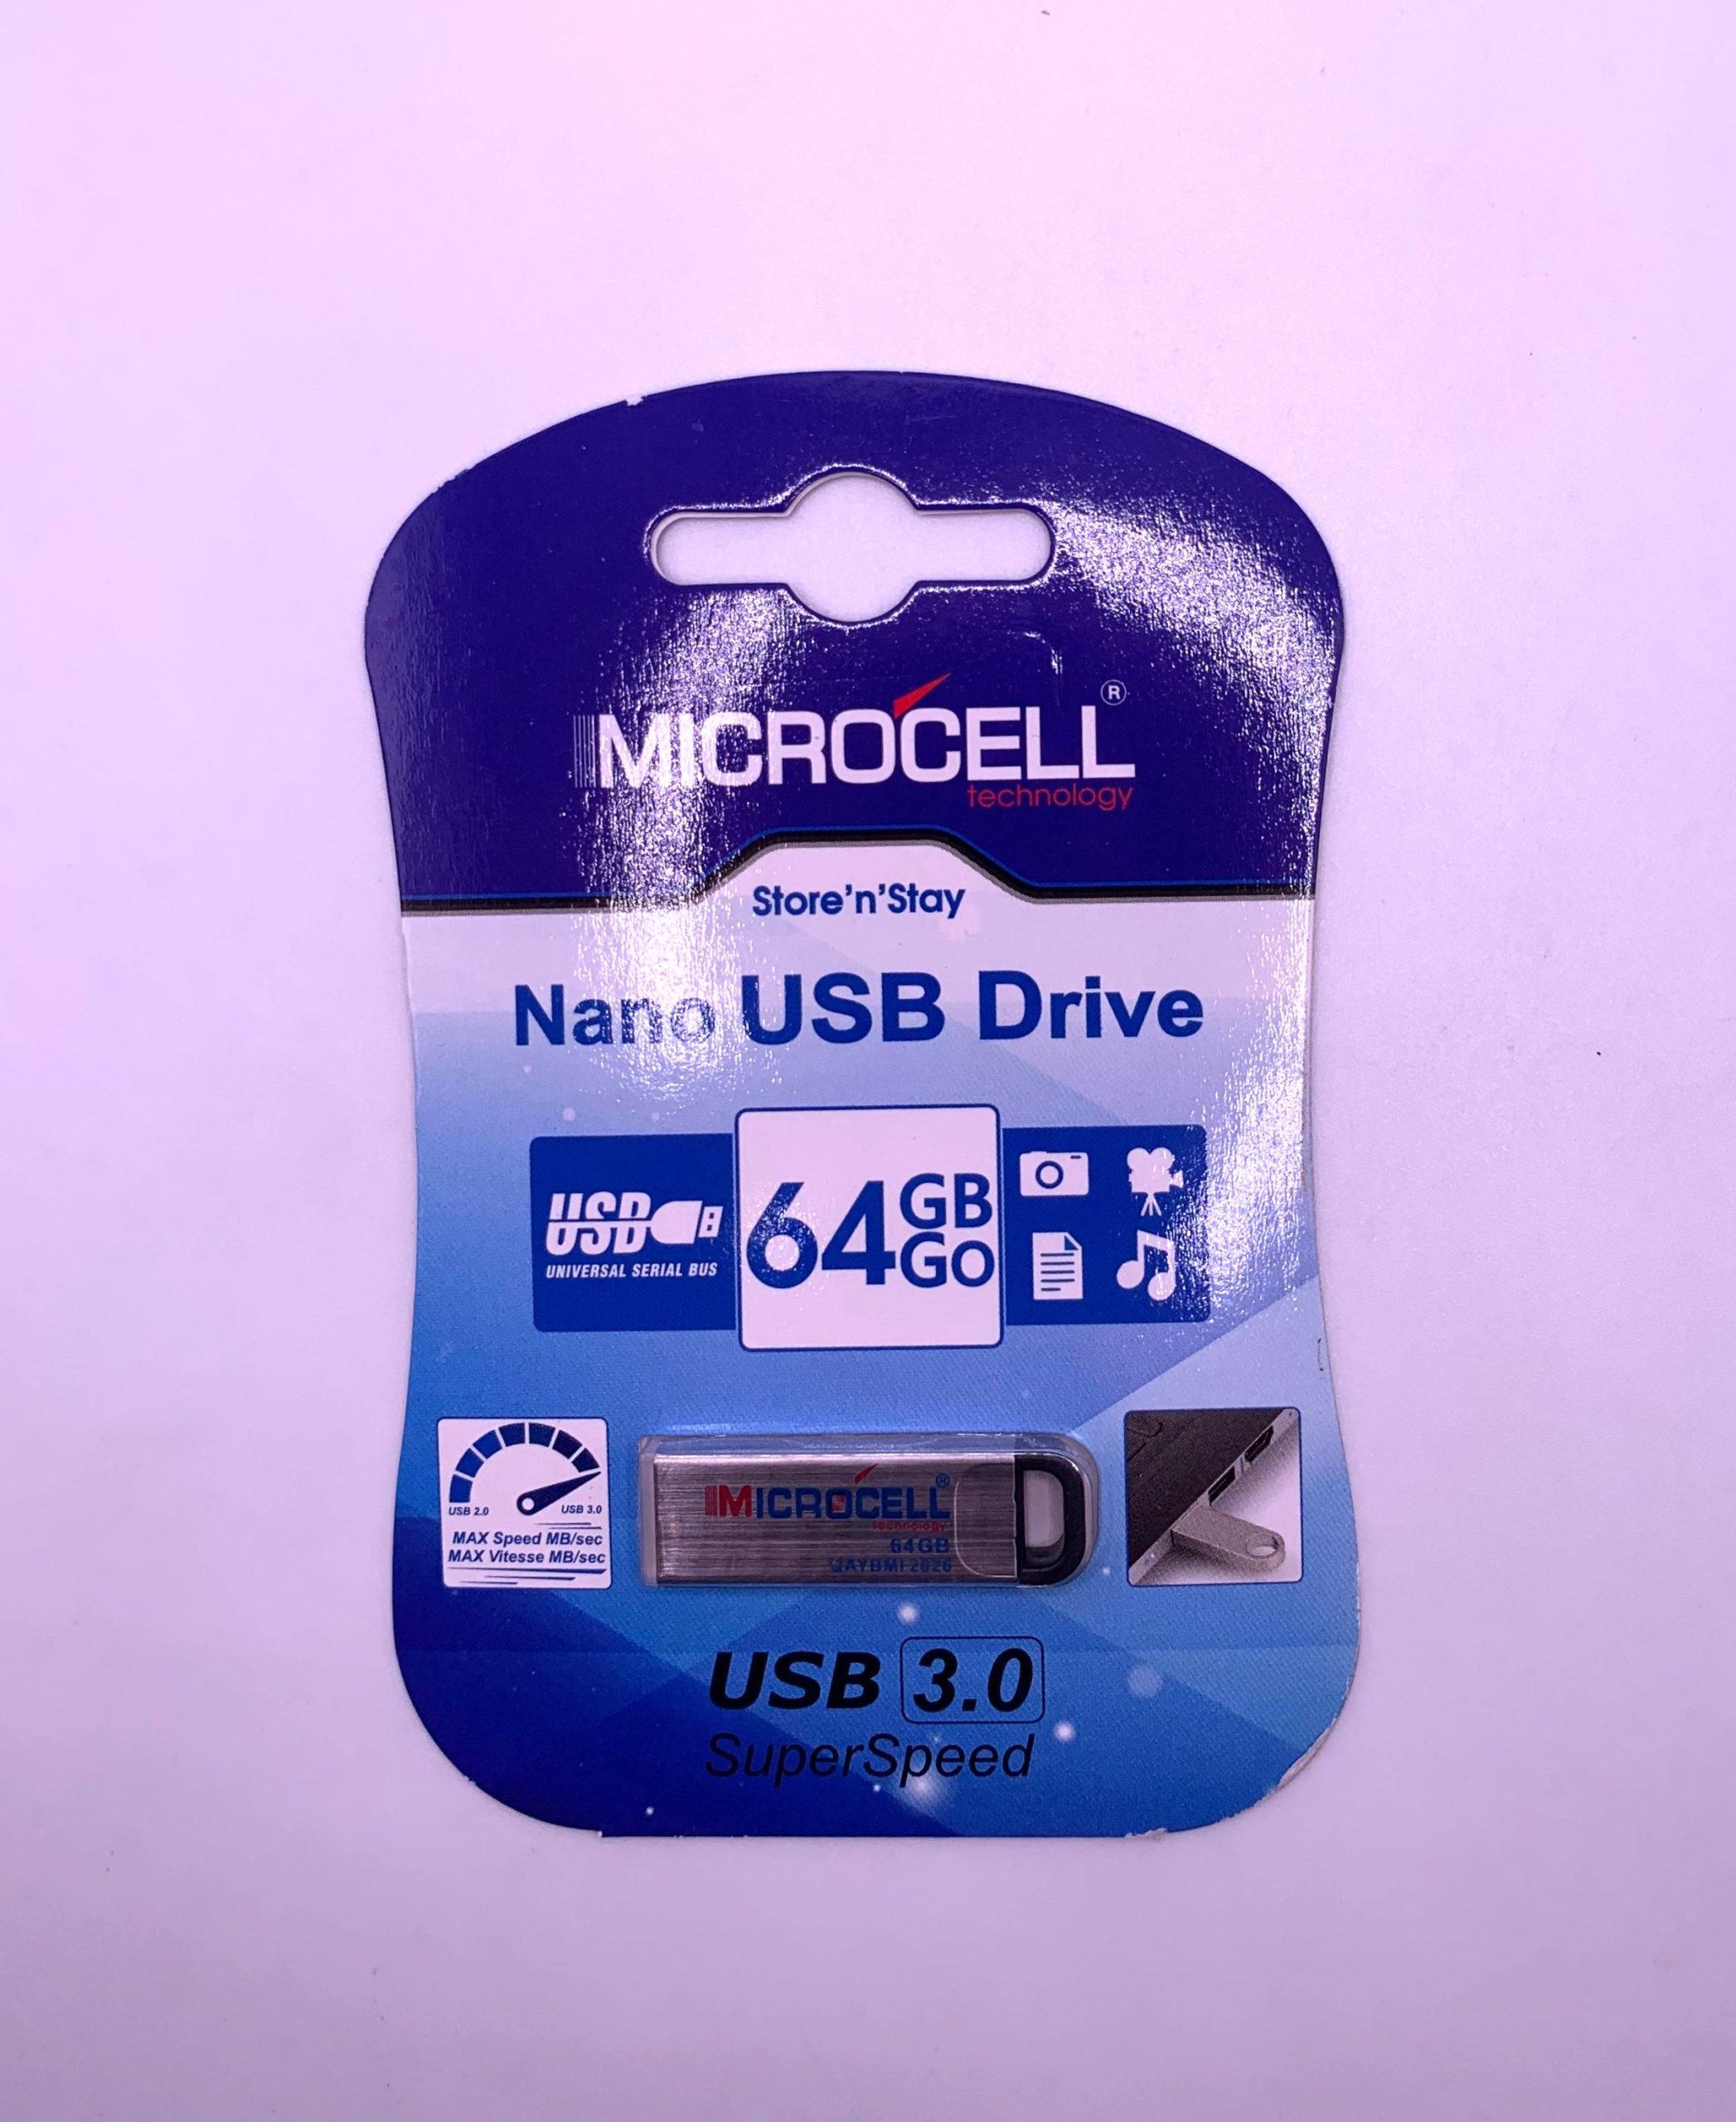 MICROCELL ®
technology
Store'n'Stay
Nano USB Drive
USB
UNIVERSAL SERIAL BUS
64 GB
GO
USB 2.0 USB 3.0
MAX Speed MB/sec
MAX Vitesse MB/sec
MICROCELL ®
technology
64GB
USB 3.0
SuperSpeed